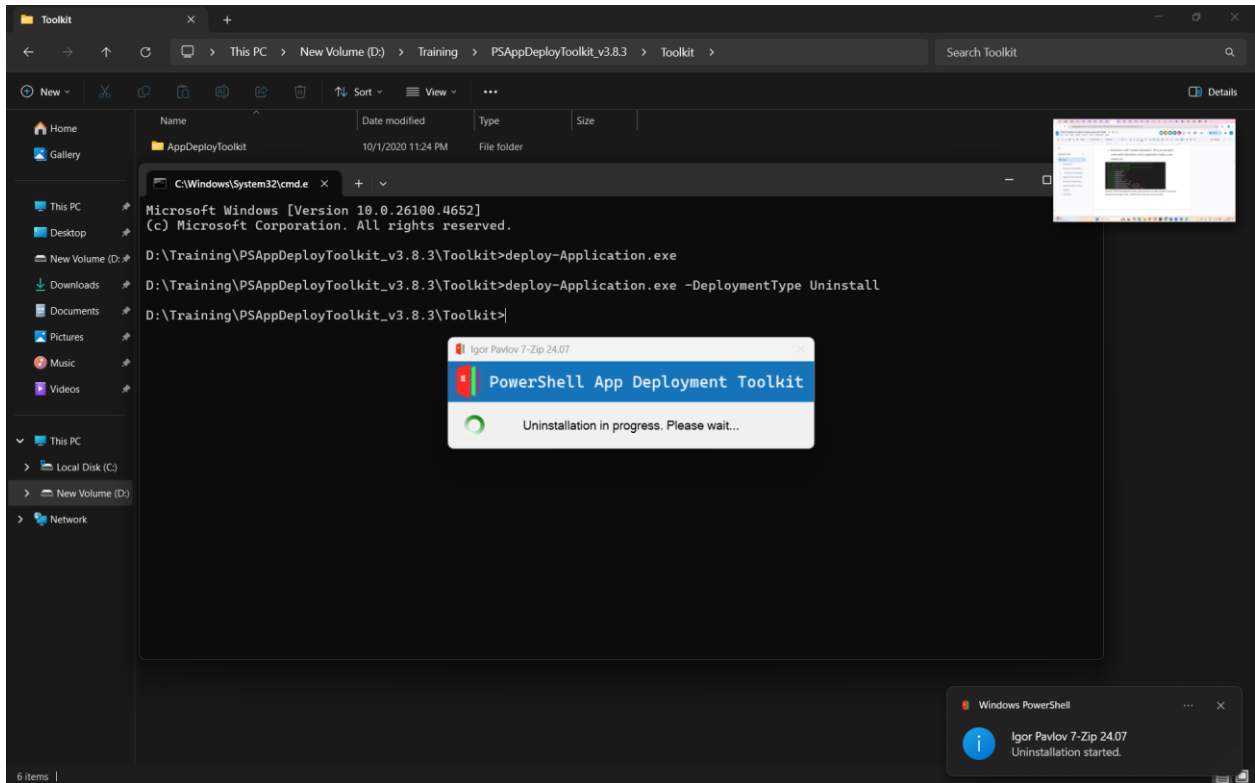 Toolkit
This PC > New Volume (D:) > Training > PSAppDeployToolkit_v3.8.3 > Toolkit >
Search Toolkit
New
Sort
View
Details
Name
Date modified
Type
Size
AppDeployToolkit
10/1/2020 11:24 PM
File folder
Home
Gallery
This PC
Desktop
New Volume (D:
Downloads
Documents
Pictures
Music
Videos
This PC
Local Disk (C:)
New Volume (D:)
Network
C:\Windows\System32\cmd.e
Microsoft Windows [Version 10.0.26100.4652]
(c) Microsoft Corporation. All rights reserved.
D:\Training\PSAppDeployToolkit_v3.8.3\Toolkit>deploy-Application.exe
D:\Training\PSAppDeployToolkit_v3.8.3\Toolkit>deploy-Application.exe -DeploymentType Uninstall
D:\Training\PSAppDeployToolkit_v3.8.3\Toolkit>
Igor Pavlov 7-Zip 24.07
PowerShell App Deployment Toolkit
Uninstallation in progress. Please wait...
Windows PowerShell
Igor Pavlov 7-Zip 24.07
Uninstallation started.
6 items